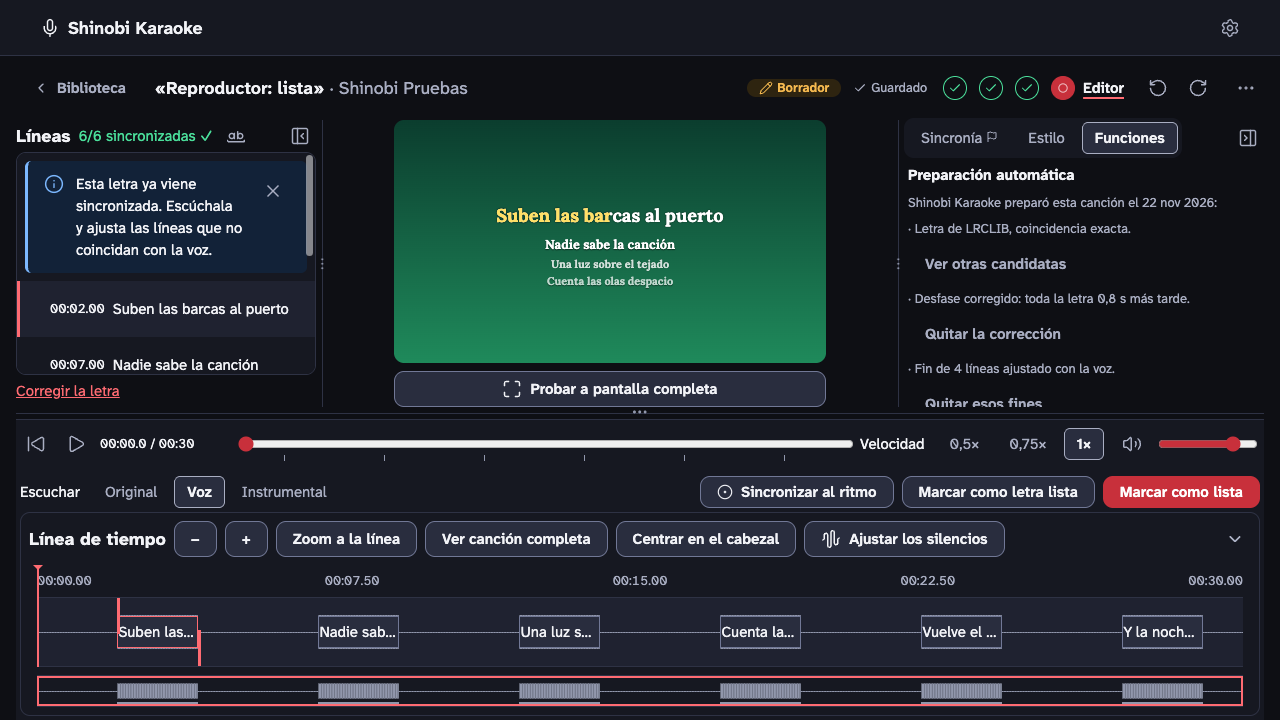 Shinobi Karaoke
Biblioteca
«Reproductor: lista» · Shinobi Pruebas
Borrador
Guardado
Editor
Líneas
6/6 sincronizadas
ab
Esta letra ya viene
sincronizada. Escúchala
y ajusta las líneas que no
coincidan con la voz.
00:02.00 Suben las barcas al puerto
00:07.00 Nadie sabe la canción
Corregir la letra
Suben las barcas al puerto
Nadie sabe la canción
Una luz sobre el tejado
Cuenta las olas despacio
Probar a pantalla completa
Sincronía
Estilo
Funciones
Preparación automática
Shinobi Karaoke preparó esta canción el 22 nov 2026:
· Letra de LRCLIB, coincidencia exacta.
Ver otras candidatas
· Desfase corregido: toda la letra 0,8 s más tarde.
Quitar la corrección
· Fin de 4 líneas ajustado con la voz.
Quitar esos fines
00:00.0 / 00:30
Velocidad
0,5×
0,75×
1×
Escuchar
Original
Voz
Instrumental
Sincronizar al ritmo
Marcar como letra lista
Marcar como lista
Línea de tiempo
–
+
Zoom a la línea
Ver canción completa
Centrar en el cabezal
Ajustar los silencios
00:00.00
00:07.50
00:15.00
00:22.50
00:30.00
Suben las...
Nadie sab...
Una luz s...
Cuenta la...
Vuelve el ...
Y la noch...